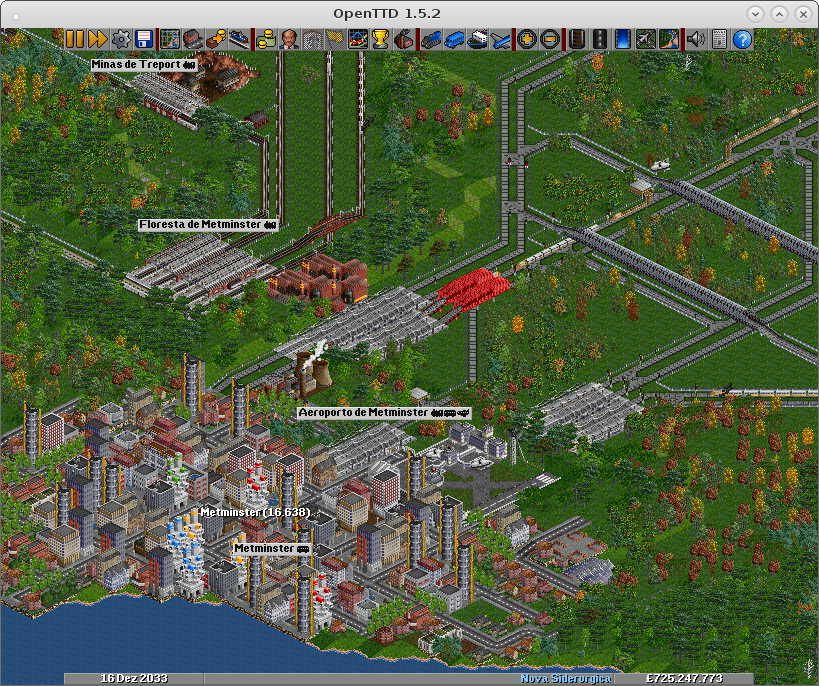 OpenTTD 1.5.2
Minas de Treport
Floresta de Metminster
Aeroporto de Metminster
Metminster (16.638)
Metminster
16 Dez 2033
Nova Siderorgica
£725.247.773